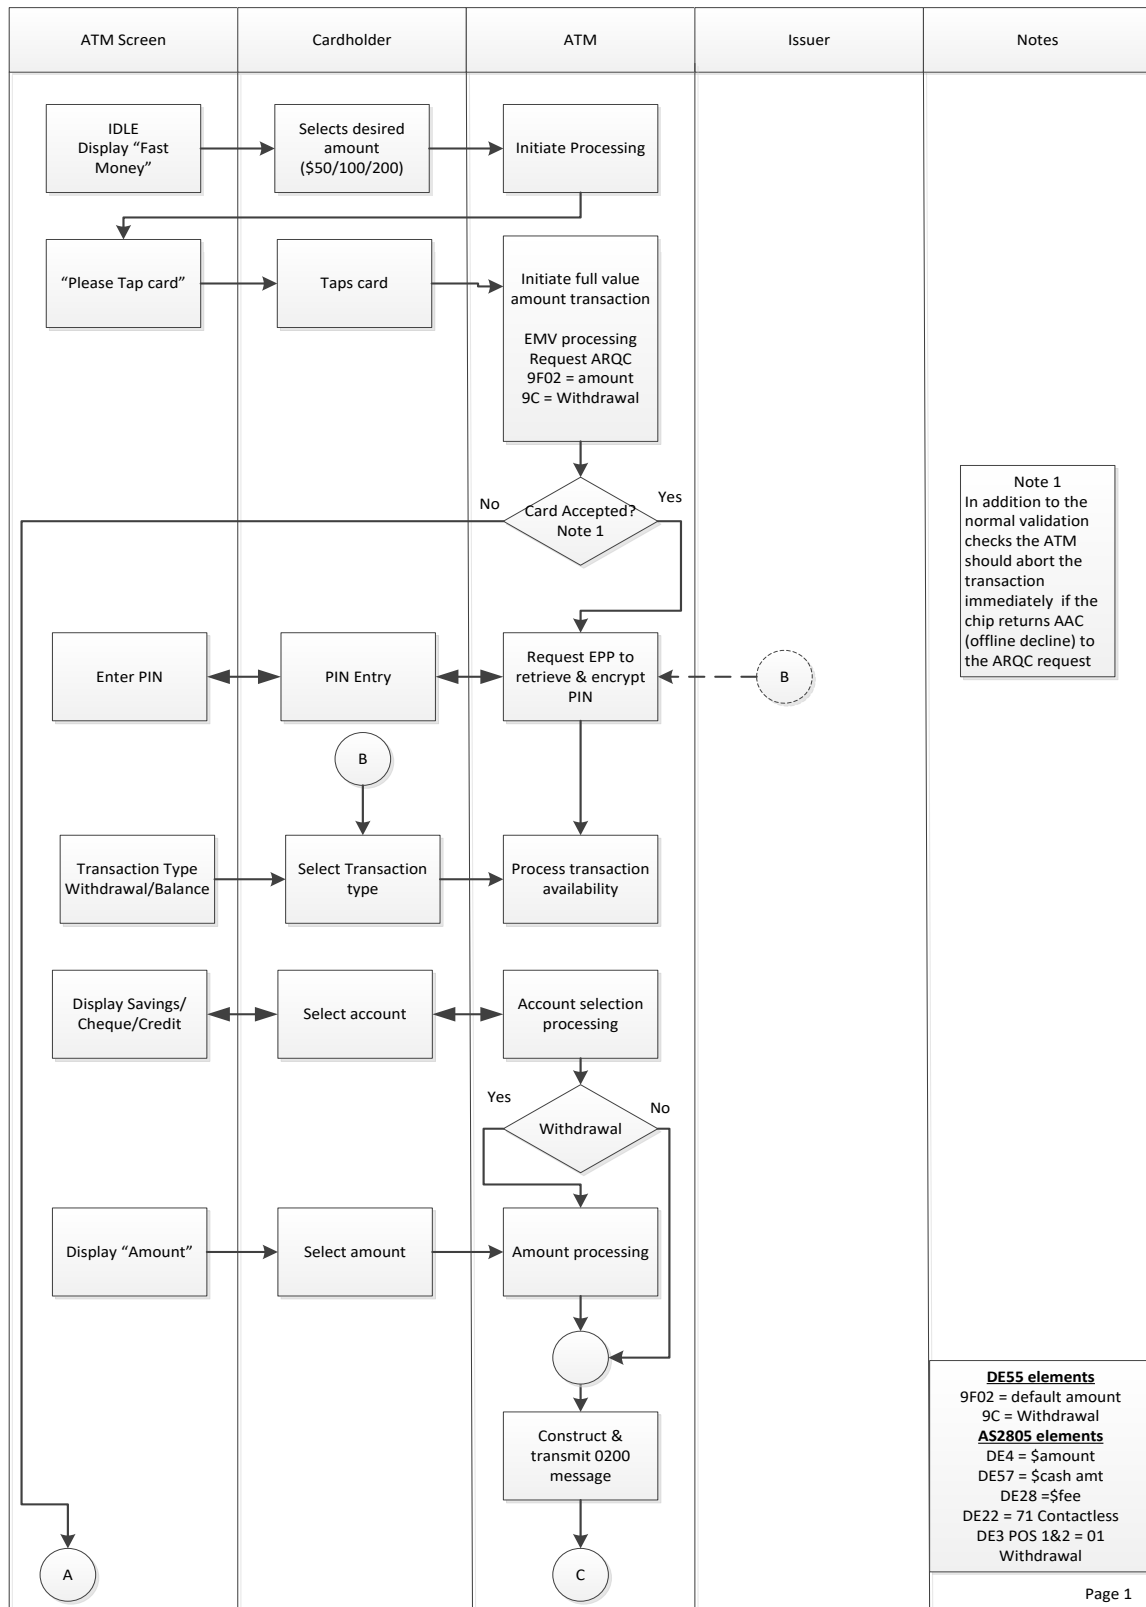 ATM Screen
Cardholder
ATM
Issuer
Notes
IDLE
Display “Fast
Money”
Selects desired
amount
($50/100/200)
Initiate Processing
“Please Tap card”
Taps card
Initiate full value
amount transaction
EMV processing
Request ARQC
9F02 = amount
9C = Withdrawal
No
Card Accepted?
Note 1
Yes
Note 1
In addition to the
normal validation
checks the ATM
should abort the
transaction
immediately if the
chip returns AAC
(offline decline) to
the ARQC request
Enter PIN
PIN Entry
Request EPP to
retrieve & encrypt
PIN
B
B
Transaction Type
Withdrawal/Balance
Select Transaction
type
Process transaction
availability
Display Savings/
Cheque/Credit
Select account
Account selection
processing
Yes
Withdrawal
No
Display “Amount”
Select amount
Amount processing
Construct &
transmit 0200
message
DE55 elements
9F02 = default amount
9C = Withdrawal
AS2805 elements
DE4 = $amount
DE57 = $cash amt
DE28 =$fee
DE22 = 71 Contactless
DE3 POS 1&2 = 01
Withdrawal
A
C
Page 1